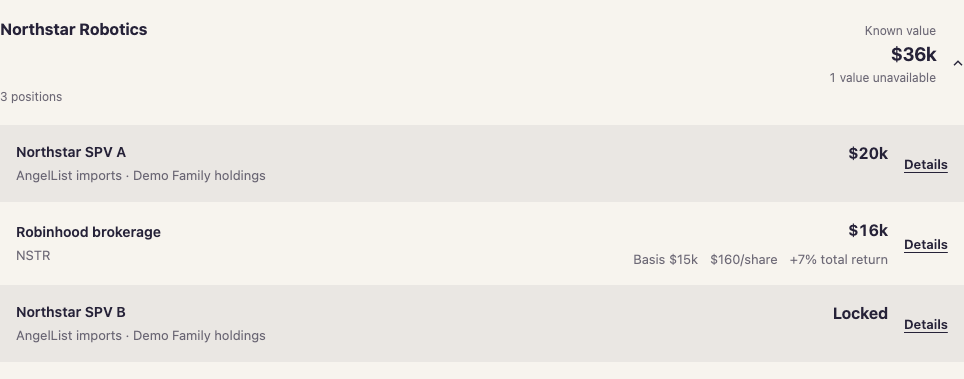 Northstar Robotics
Known value
$36k
1 value unavailable
3 positions
Northstar SPV A
$20k
AngelList imports · Demo Family holdings
Details
Robinhood brokerage
$16k
NSTR
Basis $15k $160/share +7% total return
Details
Northstar SPV B
Locked
AngelList imports · Demo Family holdings
Details